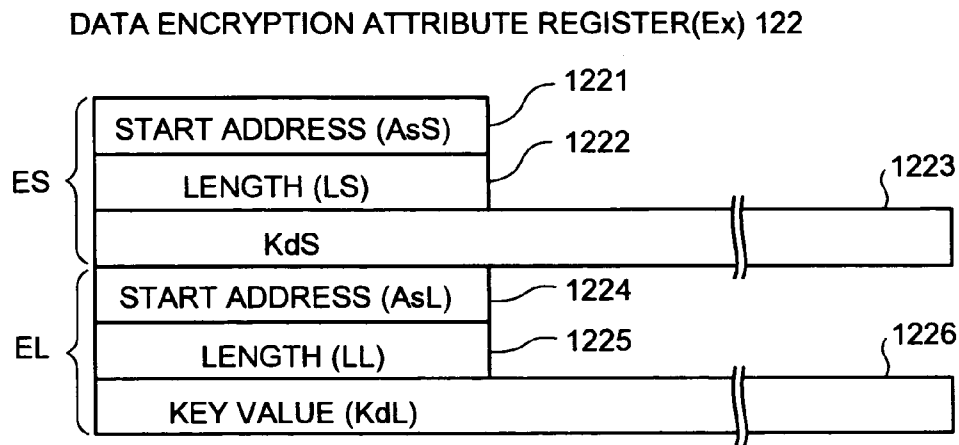 DATA ENCRYPTION ATTRIBUTE REGISTER(Ex) 122
1221
START ADDRESS (AsS)
1222
ES
LENGTH (LS)
1223
KdS
START ADDRESS (AsL)
1224
EL
LENGTH (LL)
1225
1226
KEY VALUE (KdL)